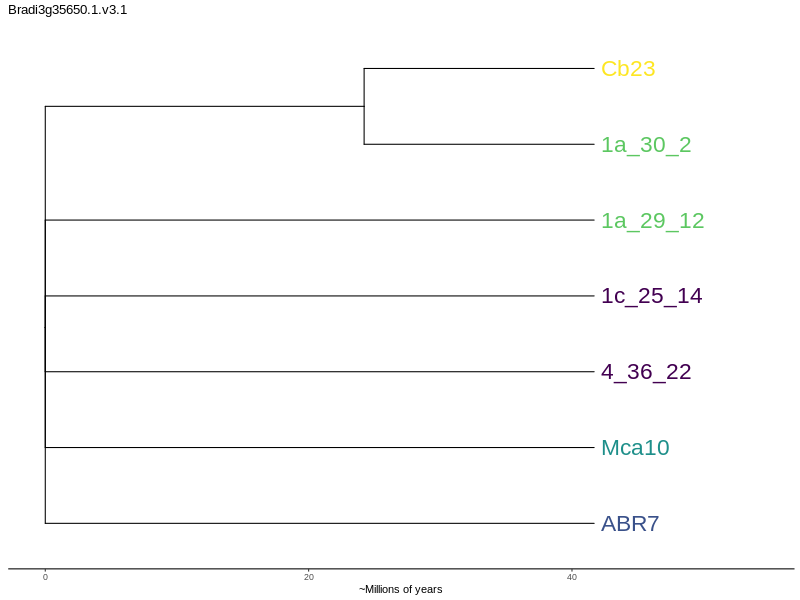 Bradi3g35650.1.v3.1
Cb23
1a_30_2
1a_29_12
1c_25_14
4_36_22
Mca10
ABR7
0 20 40
~Millions of years